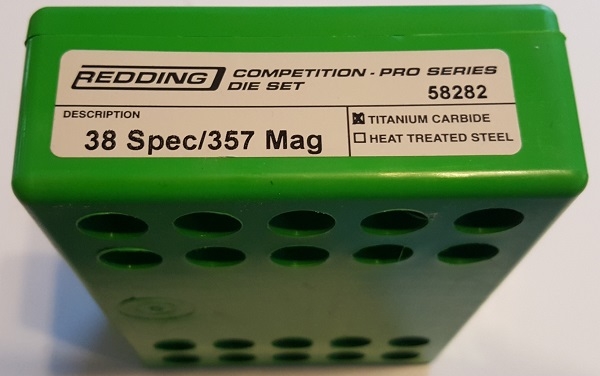 REDDING COMPETITION - PRO SERIES
DIE SET
58282
DESCRIPTION
38 Spec/357 Mag
TITANIUM CARBIDE
HEAT TREATED STEEL